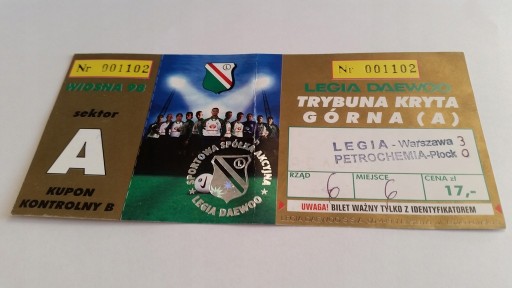 Nr 001102
WIOSNA 98
sektor
A
KUPON
KONTROLNY B
SPORTOWA SPÓŁKA AKCYJNA
LEGIA DAEWOO
Nr 001102
LEGIA DAEWOO
TRYBUNA KRYTA
GÓRNA (A)
LEGIA - Warszawa 3
PETROCHEMIA - Płock 0
RZĄD 6 MIEJSCE 6 CENA zł 17,-
UWAGA! BILET WAŻNY TYLKO Z IDENTYFIKATOREM